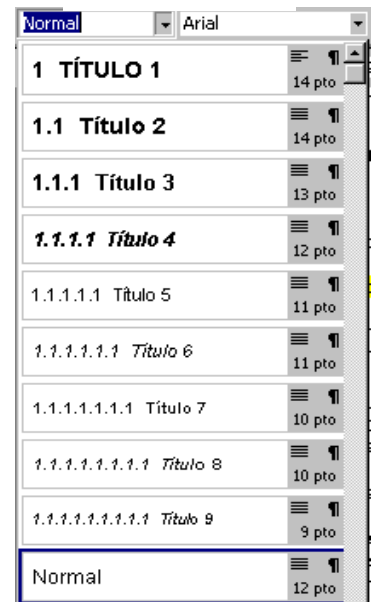 Normal Arial
1 TÍTULO 1 ¶
14 pto
1.1 Título 2 ¶
14 pto
1.1.1 Título 3 ¶
13 pto
1.1.1.1 Título 4 ¶
12 pto
1.1.1.1.1 Título 5 ¶
11 pto
1.1.1.1.1.1 Título 6 ¶
11 pto
1.1.1.1.1.1.1 Título 7 ¶
10 pto
1.1.1.1.1.1.1.1 Título 8 ¶
10 pto
1.1.1.1.1.1.1.1.1 Título 9 ¶
9 pto
Normal ¶
12 pto